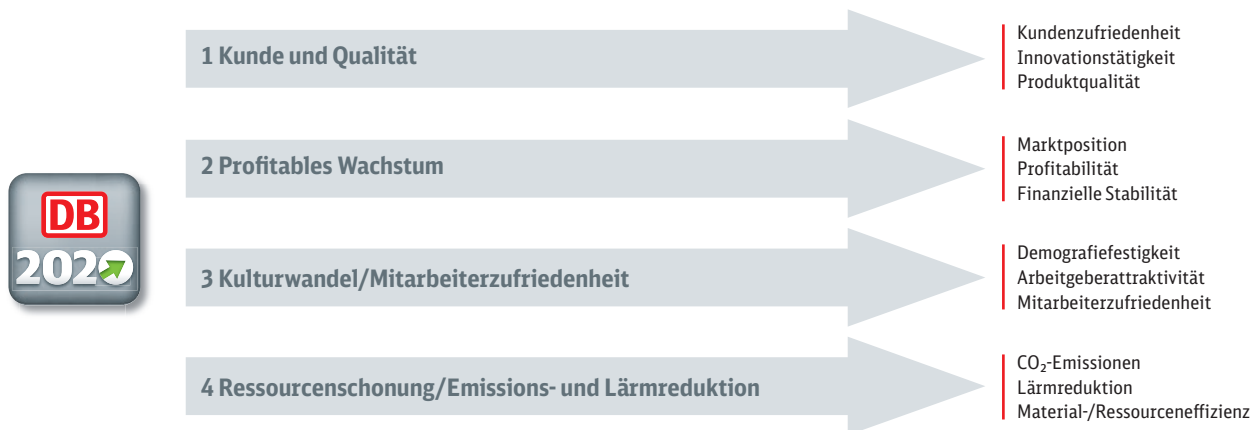 1 Kunde und Qualität
Kundenzufriedenheit
Innovationstätigkeit
Produktqualität
2 Profitables Wachstum
Marktposition
Profitabilität
Finanzielle Stabilität
DB
2020
3 Kulturwandel/Mitarbeiterzufriedenheit
Demografiefestigkeit
Arbeitgeberattraktivität
Mitarbeiterzufriedenheit
4 Ressourcenschonung/Emissions- und Lärmreduktion
CO₂-Emissionen
Lärmreduktion
Material-/Ressourceneffizienz